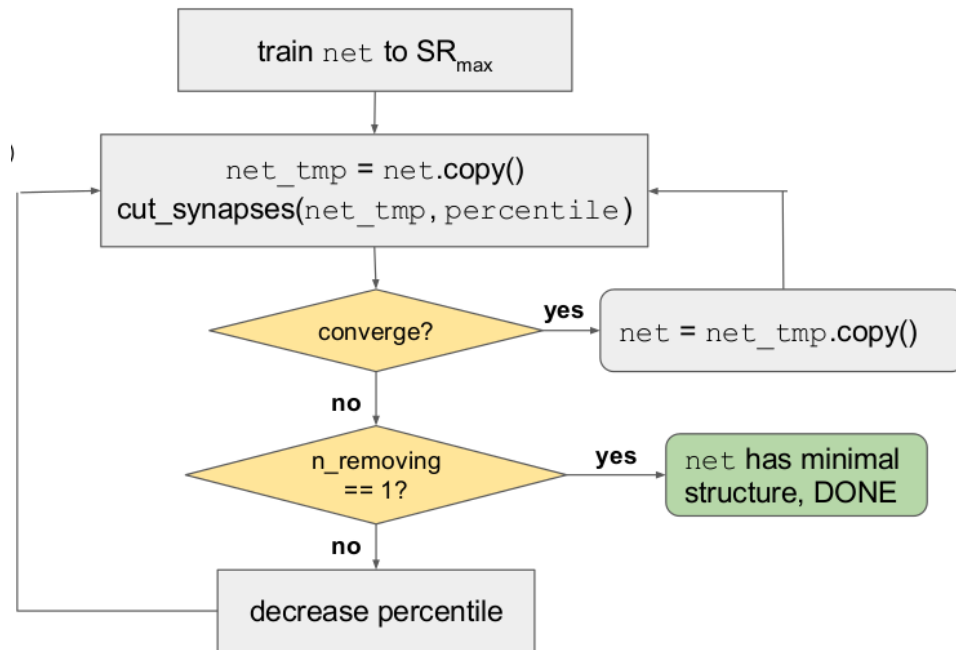 train net to SRmax
)
net_tmp = net.copy()
cut_synapses(net_tmp, percentile)
converge?
yes
net = net_tmp.copy()
no
n_removing
== 1?
yes
net has minimal
structure, DONE
no
decrease percentile